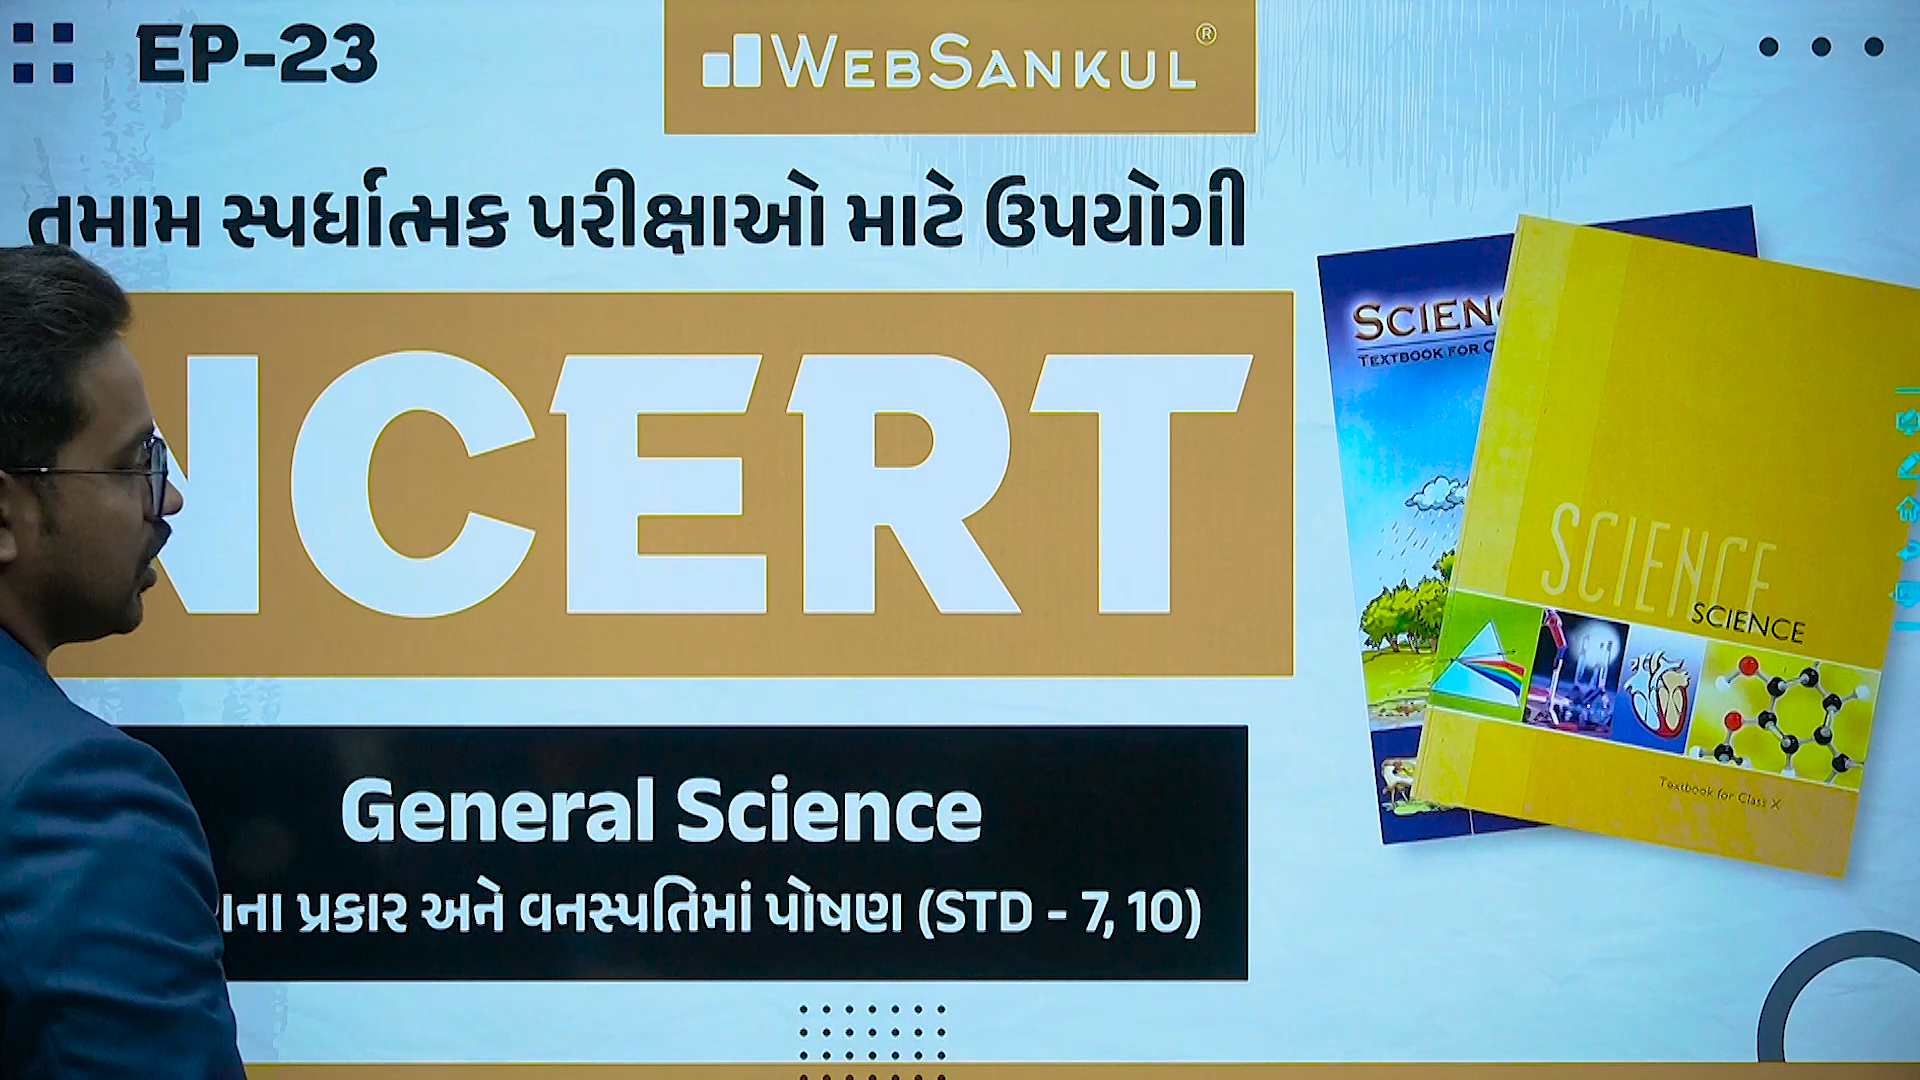 EP-23
WEBSANKUL®
તમામ સ્પર્ધાત્મક પરીક્ષાઓ માટે ઉપયોગી
NCERT
SCIENCE
TEXTBOOK FOR
SCIENCE
SCIENCE
Textbook for Class X
General Science
પ્રકાર અને વનસ્પતિમાં પોષણ (STD - 7, 10)